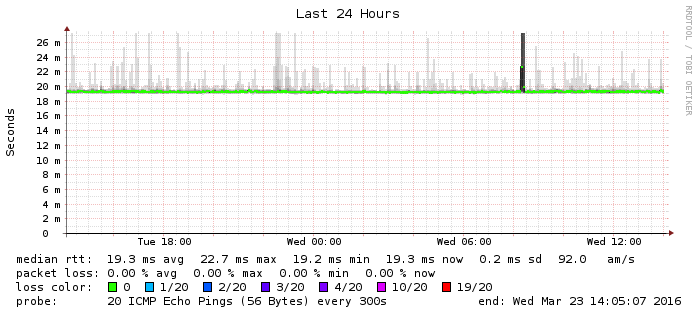 Last 24 Hours
RRDTOOL / TOBI OETIKER
Seconds
26 m
24 m
22 m
20 m
18 m
16 m
14 m
12 m
10 m
8 m
6 m
4 m
2 m
0
Tue 18:00 Wed 00:00 Wed 06:00 Wed 12:00
median rtt: 19.3 ms avg 22.7 ms max 19.2 ms min 19.3 ms now 0.2 ms sd 92.0 am/s
packet loss: 0.00 % avg 0.00 % max 0.00 % min 0.00 % now
loss color: 0 1/20 2/20 3/20 4/20 10/20 19/20
probe: 20 ICMP Echo Pings (56 Bytes) every 300s end: Wed Mar 23 14:05:07 2016